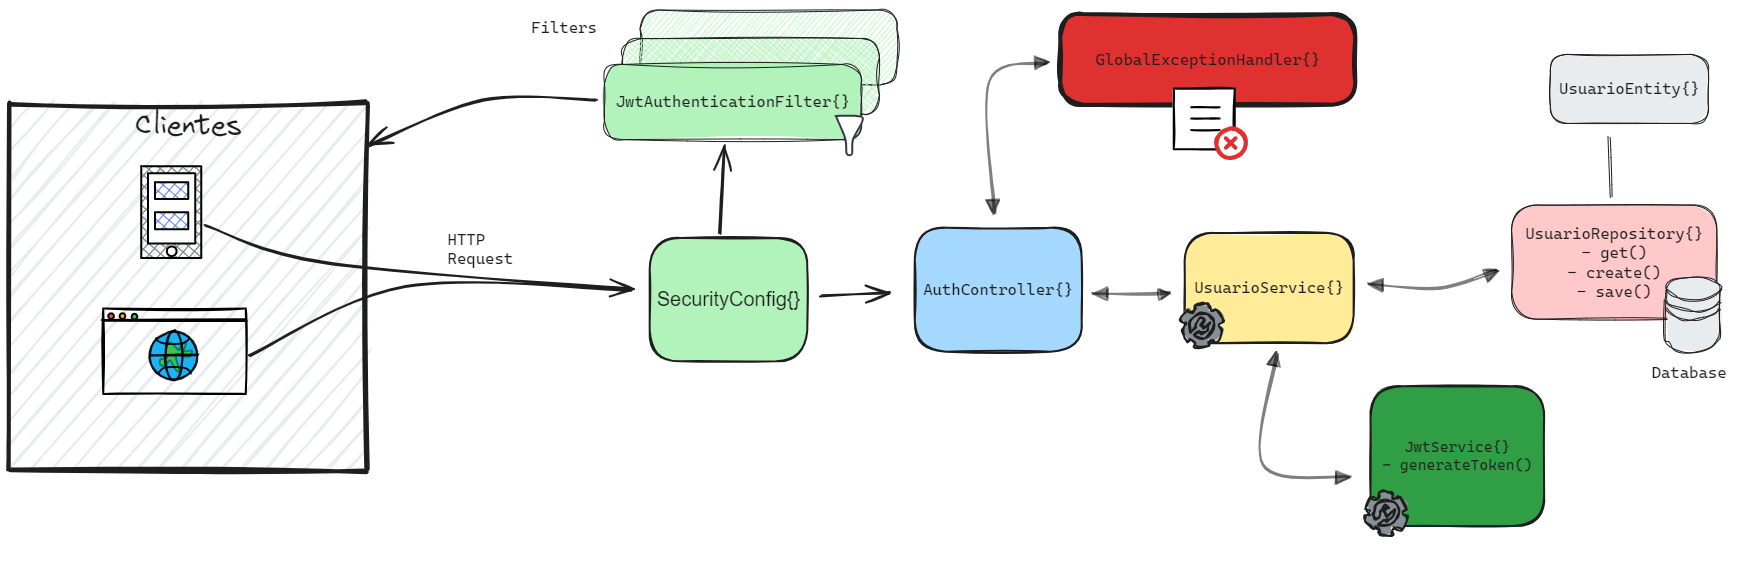 Filters
JwtAuthenticationFilter{}
GlobalExceptionHandler{}
UsuarioEntity{}
Clientes
HTTP
Request
SecurityConfig{}
AuthController{}
UsuarioService{}
UsuarioRepository{}
- get()
- create()
- save()
Database
JwtService{}
- generateToken()